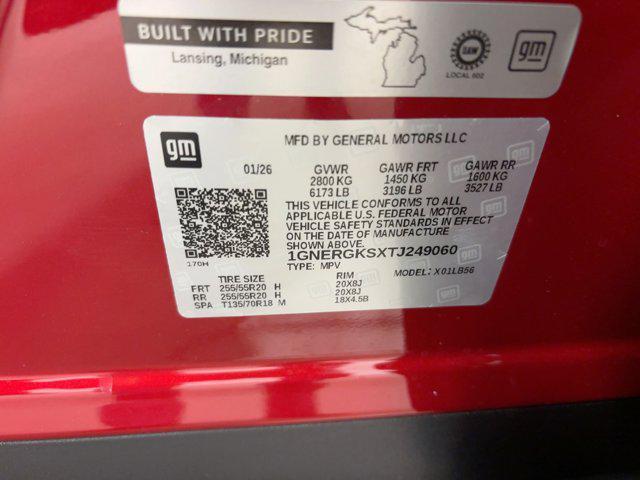 BUILT WITH PRIDE
Lansing, Michigan
UAW
LOCAL 602
gm
gm
MFD BY GENERAL MOTORS LLC
01/26 GVWR GAWR FRT GAWR RR
2800 KG 1450 KG 1600 KG
6173 LB 3196 LB 3527 LB
THIS VEHICLE CONFORMS TO ALL
APPLICABLE U.S. FEDERAL MOTOR
VEHICLE SAFETY STANDARDS IN EFFECT
ON THE DATE OF MANUFACTURE
SHOWN ABOVE.
1GNERGKSXTJ249060
170H
TYPE: MPV MODEL: X01LB56
TIRE SIZE RIM
FRT 255/55R20 H 20X8J
RR 255/55R20 H 20X8J
SPA T135/70R18 M 18X4.5B